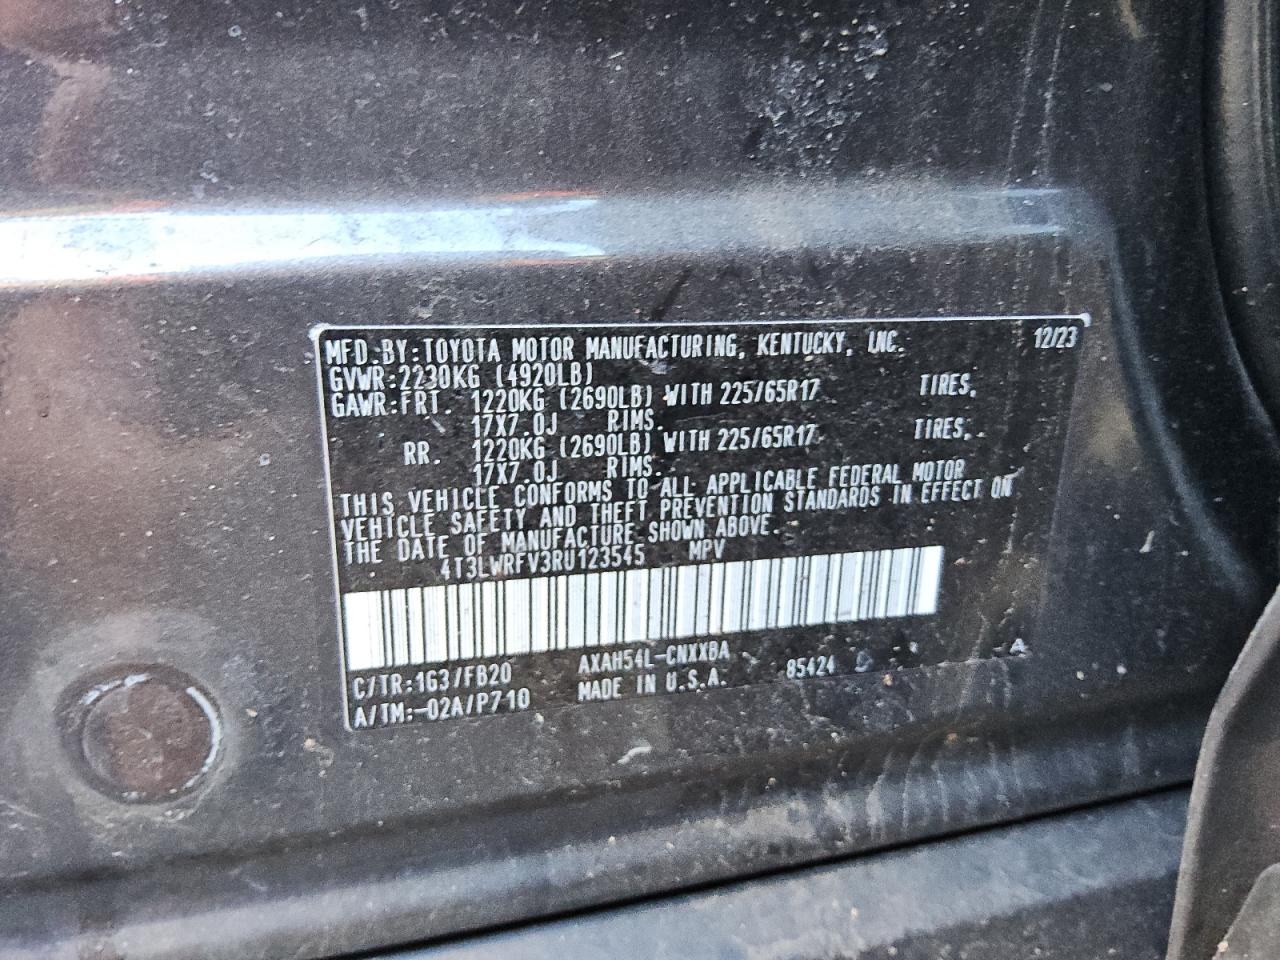 MFD.BY:TOYOTA MOTOR MANUFACTURING, KENTUCKY, INC. 12/23
GVWR:2230KG (4920LB)
GAWR:FRT. 1220KG (2690LB) WITH 225/65R17 TIRES,
17X7.0J RIMS.
RR. 1220KG (2690LB) WITH 225/65R17 TIRES,
17X7.0J RIMS.
THIS VEHICLE CONFORMS TO ALL APPLICABLE FEDERAL MOTOR
VEHICLE SAFETY AND THEFT PREVENTION STANDARDS IN EFFECT ON
THE DATE OF MANUFACTURE SHOWN ABOVE.
4T3LWRFV3RU123545 MPV
C/TR:1G3/FB20 AXAH54L-CNXXBA 85424 A
A/TM:-02A/P710 MADE IN U.S.A.